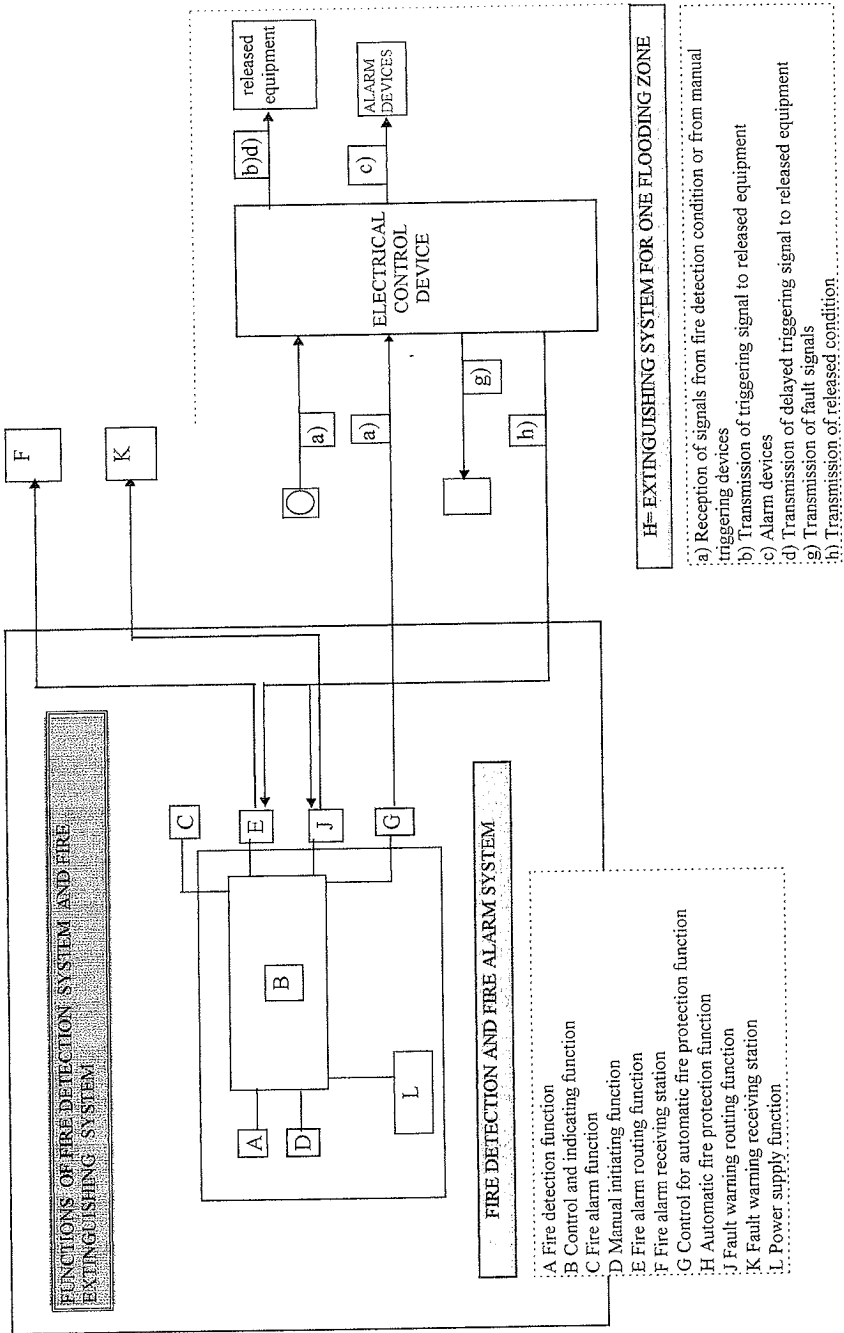 FUNCTIONS OF FIRE DETECTION SYSTEM AND FIRE
EXTINGUISHING SYSTEM
F
K
C
E
J
G
A
D
B
L
FIRE DETECTION AND FIRE ALARM SYSTEM
A Fire detection function
B Control and indicating function
C Fire alarm function
D Manual initiating function
E Fire alarm routing function
F Fire alarm receiving station
G Control for automatic fire protection function
H Automatic fire protection function
J Fault warning routing function
K Fault warning receiving station
L Power supply function
a)
a)
g)
h)
ELECTRICAL
CONTROL
DEVICE
b)d)
c)
released
equipment
ALARM
DEVICES
H= EXTINGUISHING SYSTEM FOR ONE FLOODING ZONE
a) Reception of signals from fire detection condition or from manual
triggering devices
b) Transmission of triggering signal to released equipment
c) Alarm devices
d) Transmission of delayed triggering signal to released equipment
g) Transmission of fault signals
h) Transmission of released condition